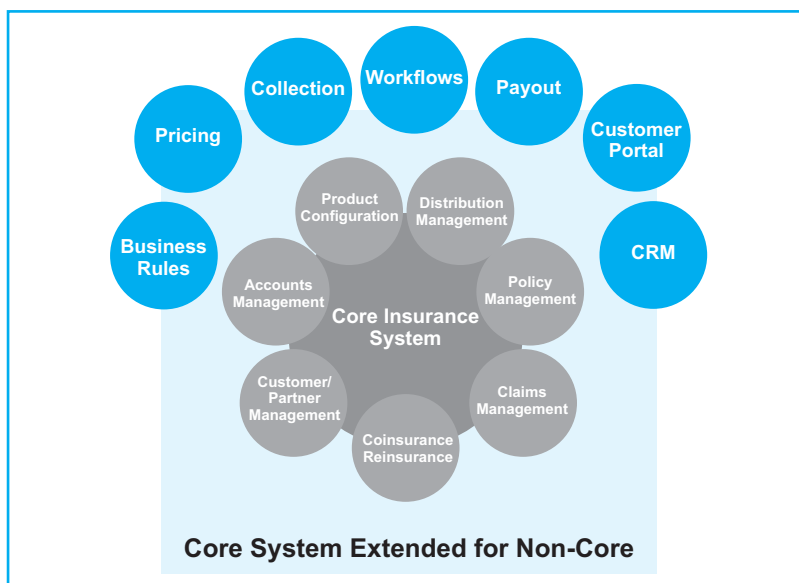 Workflows
Collection
Payout
Pricing
Customer
Portal
Business
Rules
CRM
Product
Configuration
Distribution
Management
Accounts
Management
Policy
Management
Core Insurance
System
Customer/
Partner
Management
Claims
Management
Coinsurance
Reinsurance
Core System Extended for Non-Core